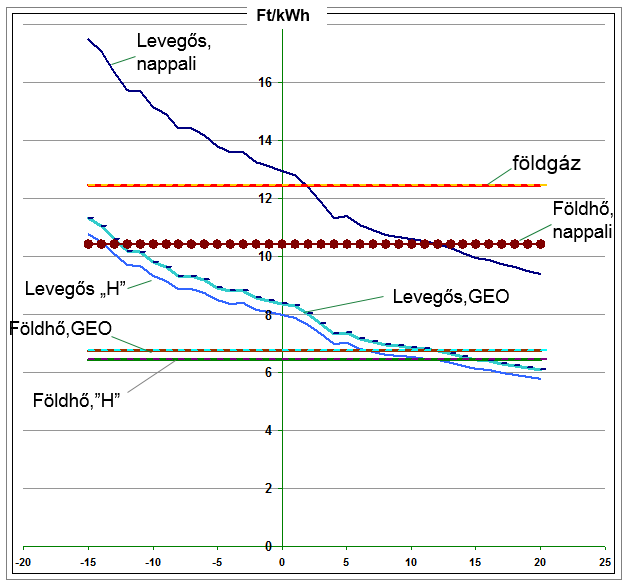 Ft/kWh
Levegős,
nappali
16
14
földgáz
12
Földhő,
nappali
10
Levegős „H”
Levegős,GEO
8
Földhő,GEO
6
Földhő,”H”
4
2
0
-20 -15 -10 -5 0 5 10 15 20 25